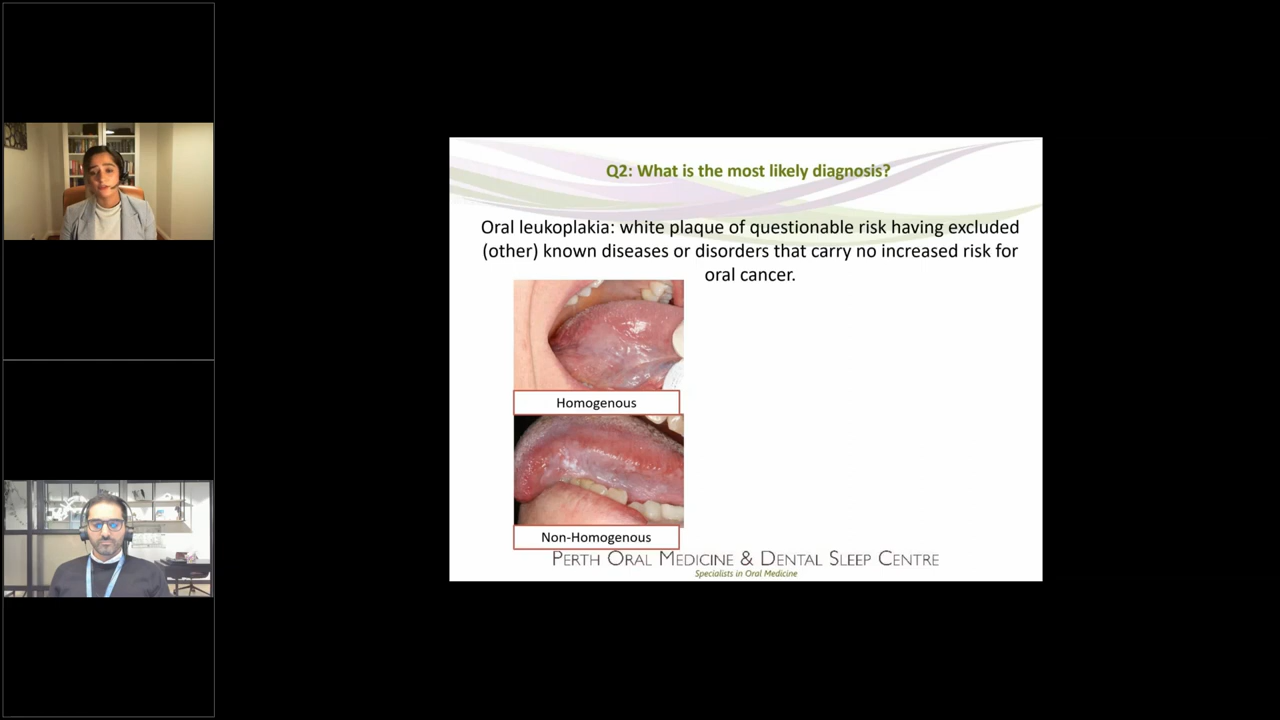 Q2: What is the most likely diagnosis?
Oral leukoplakia: white plaque of questionable risk having excluded
(other) known diseases or disorders that carry no increased risk for
oral cancer.
Homogenous
Non-Homogenous
PERTH ORAL MEDICINE & DENTAL SLEEP CENTRE
Specialists in Oral Medicine